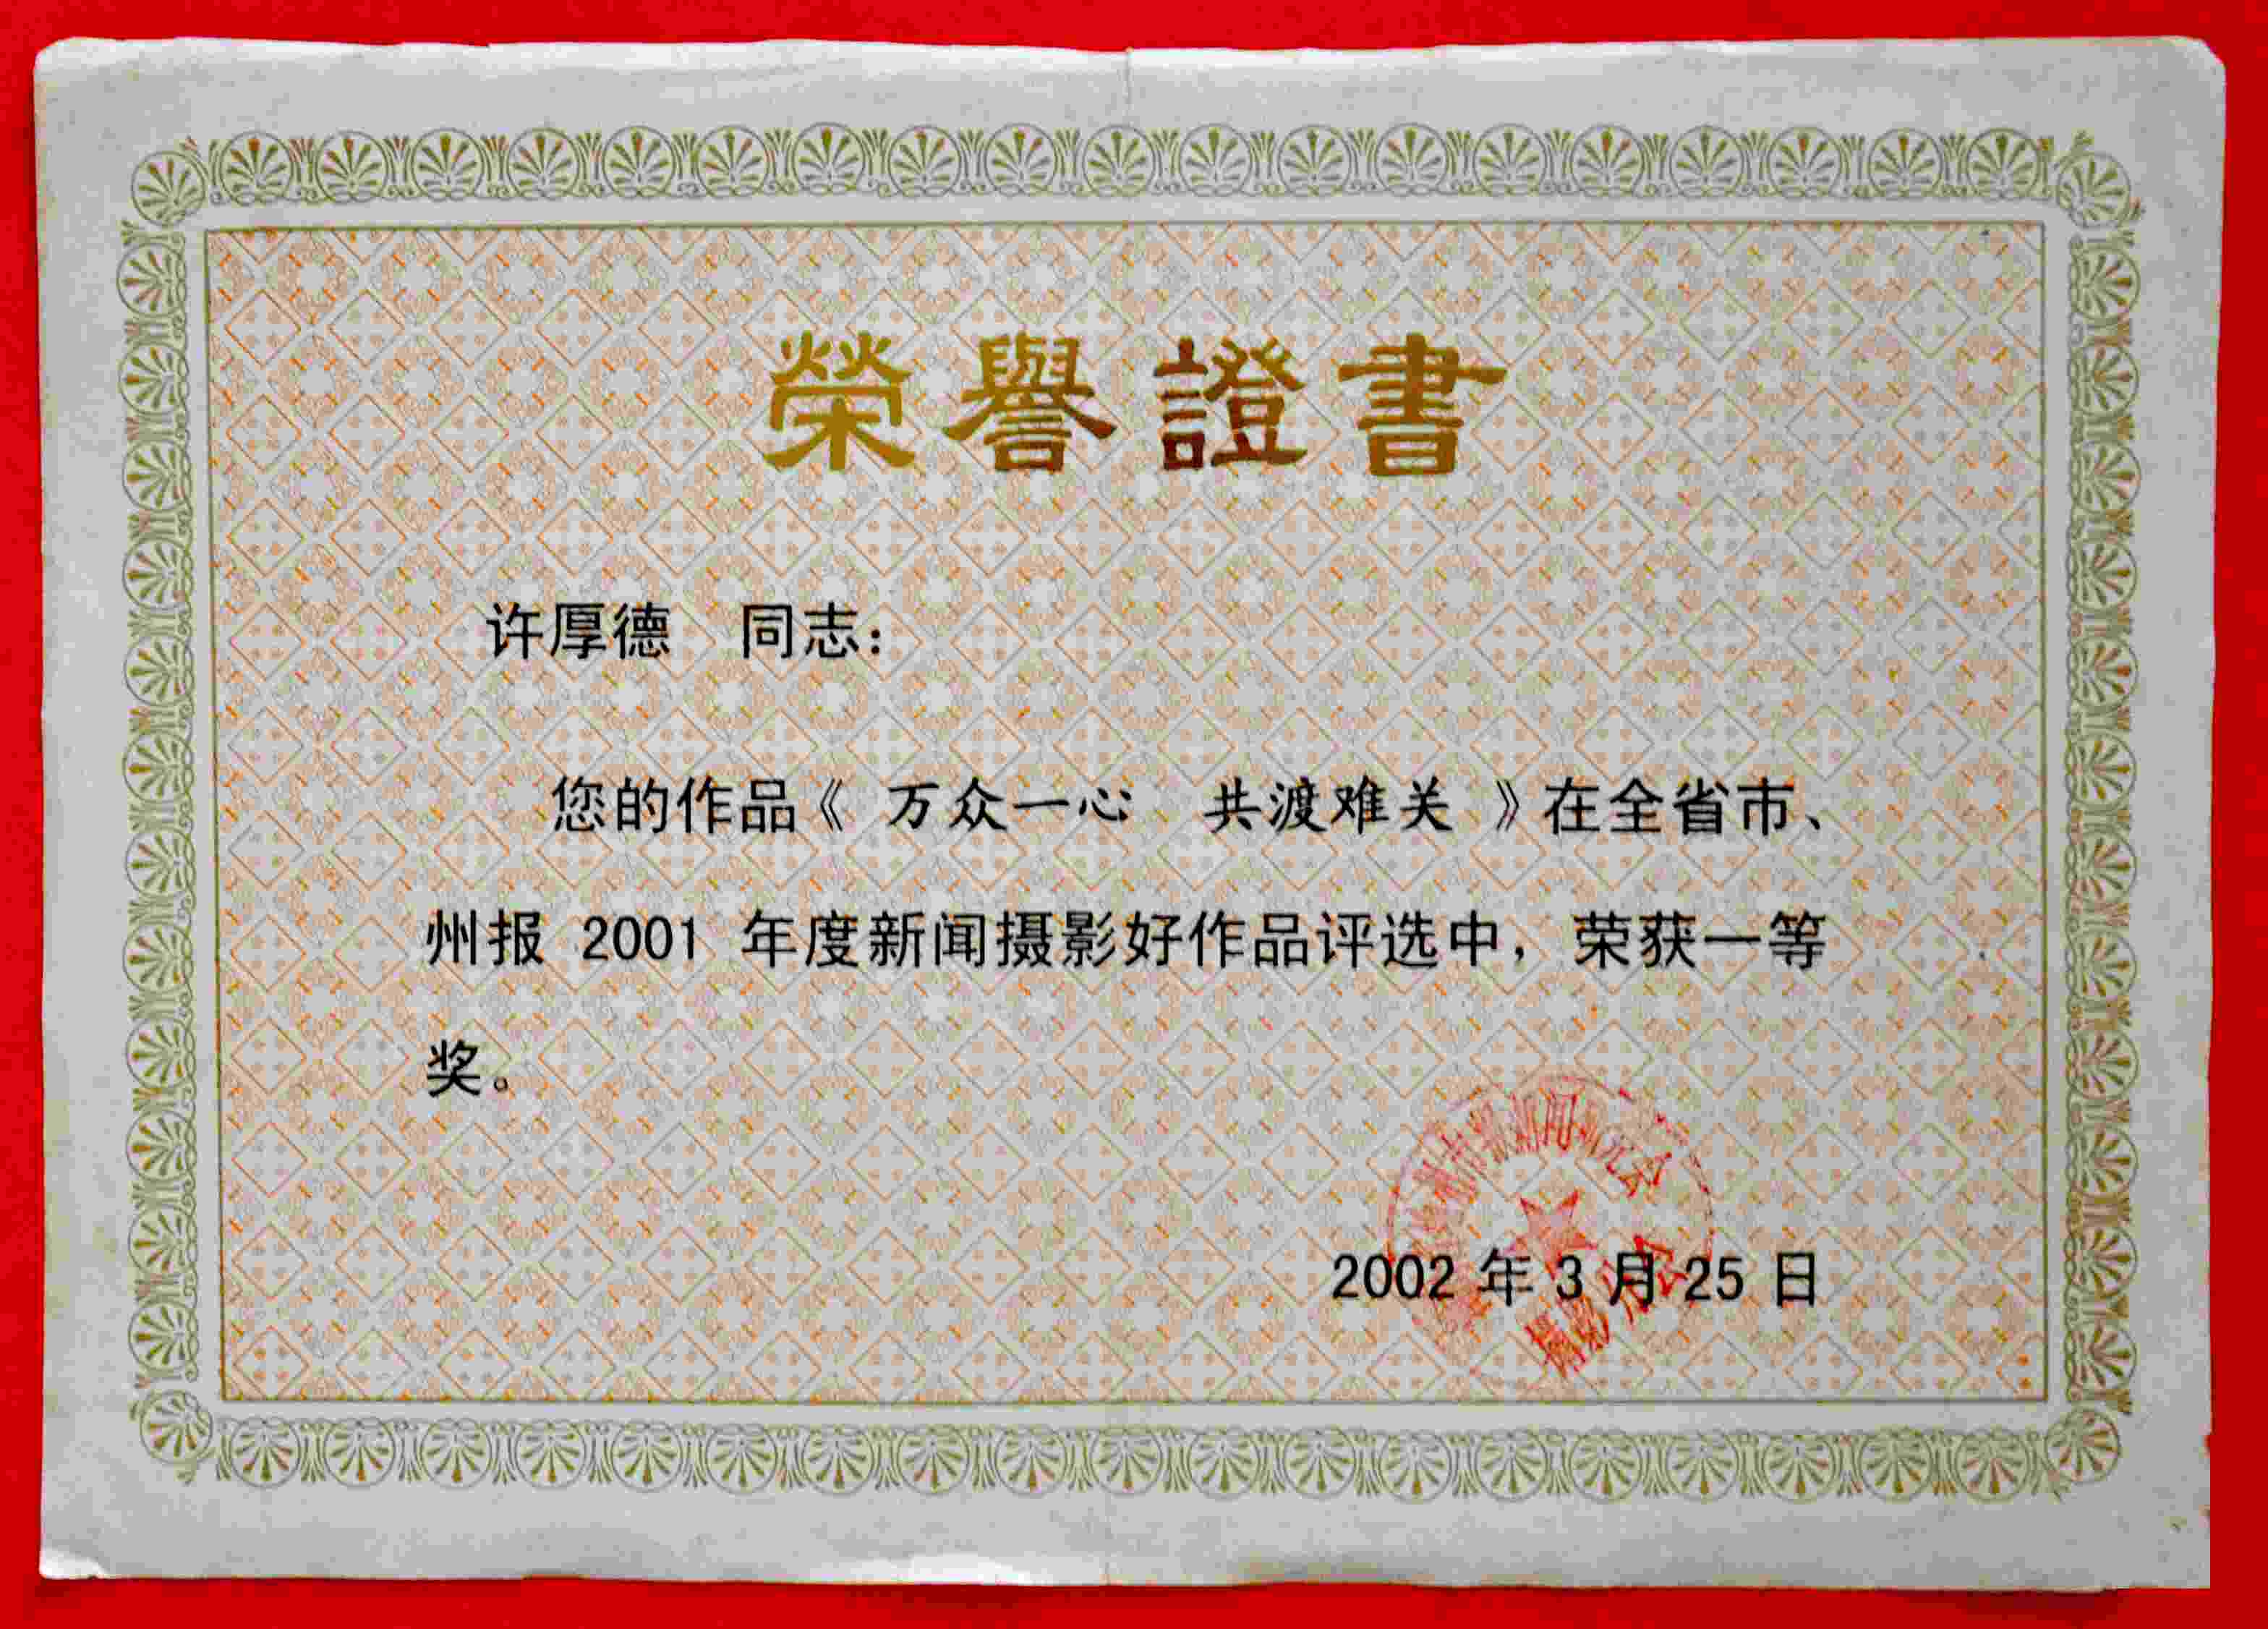 榮譽證書
许厚德 同志：
您的作品《 万众一心 共渡难关 》在全省市、
州报 2001 年度新闻摄影好作品评选中，荣获一等
奖。
2002 年 3 月 25 日